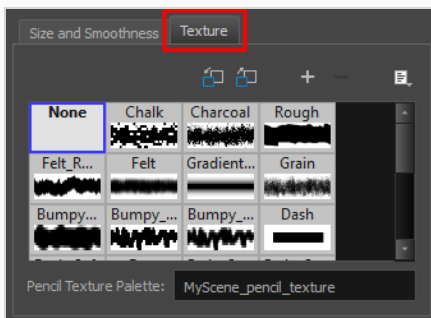 Size and Smoothness Texture
None Chalk Charcoal Rough
Felt_R... Felt Gradient... Grain
Bumpy... Bumpy_... Bumpy_... Dash
Pencil Texture Palette: MyScene_pencil_texture